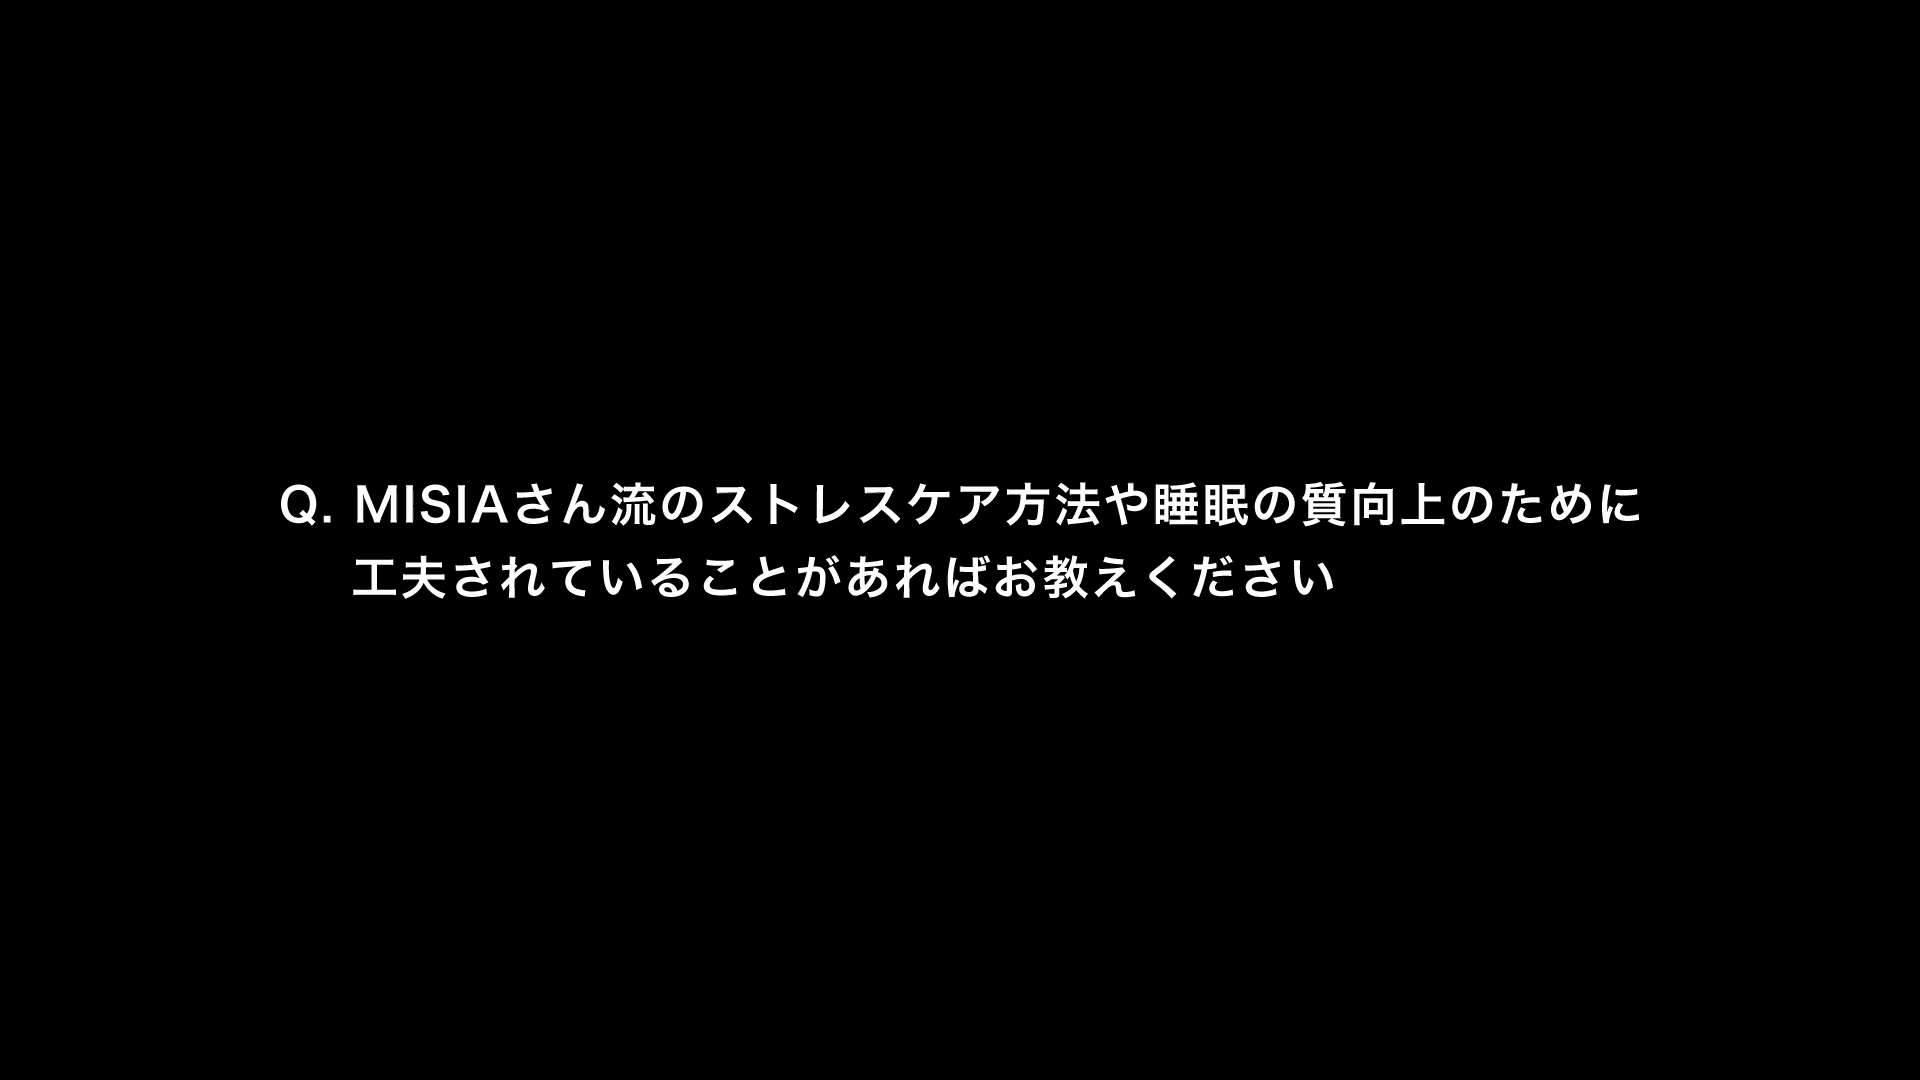 Q. MISIAさん流のストレスケア方法や睡眠の質向上のために
工夫されていることがあればお教えください